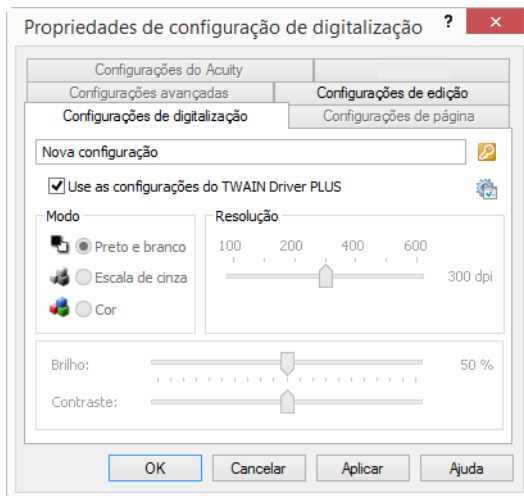 Propriedades de configuração de digitalização ? ×
Configurações do Acuity
Configurações avançadas Configurações de edição
Configurações de digitalização Configurações de página
Nova configuração
Use as configurações do TWAIN Driver PLUS
Modo
Preto e branco
Escala de cinza
Cor
Resolução
100 200 400 600
300 dpi
Brilho: 50 %
Contraste:
OK Cancelar Aplicar Ajuda